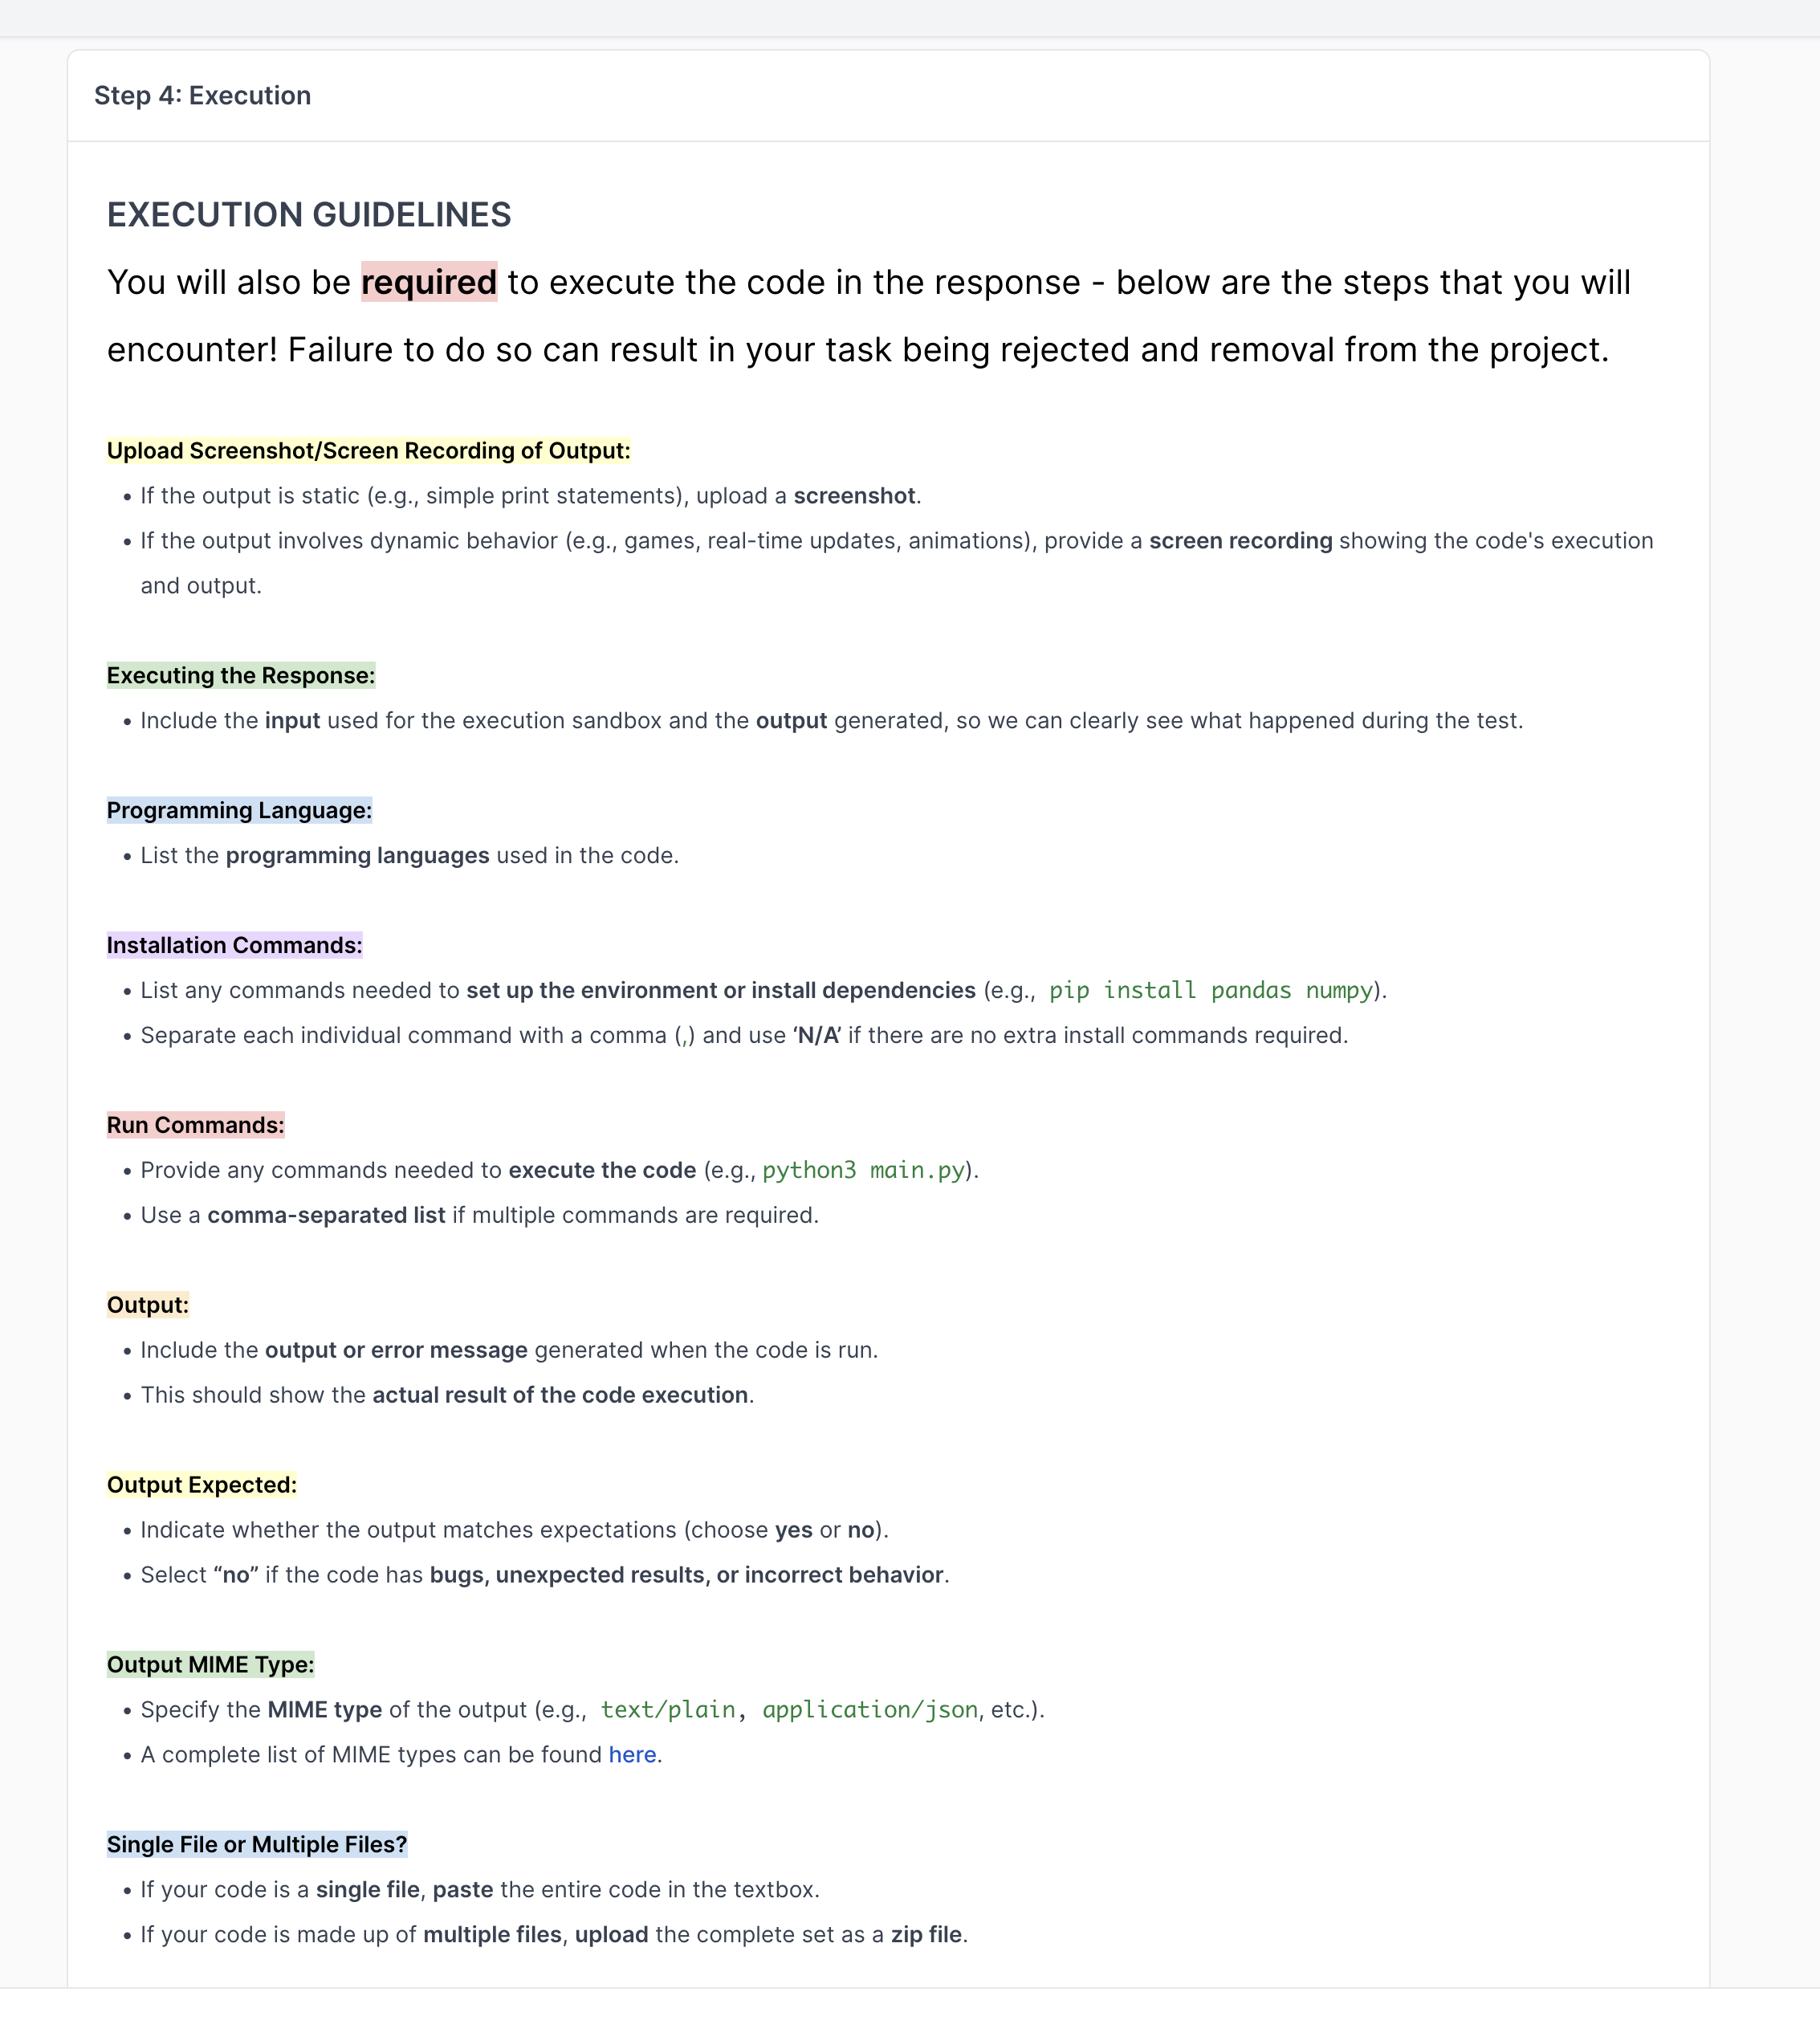 Step 4: Execution
EXECUTION GUIDELINES
You will also be required to execute the code in the response - below are the steps that you will
encounter! Failure to do so can result in your task being rejected and removal from the project.
Upload Screenshot/Screen Recording of Output:
• If the output is static (e.g., simple print statements), upload a screenshot.
• If the output involves dynamic behavior (e.g., games, real-time updates, animations), provide a screen recording showing the code's execution
and output.
Executing the Response:
• Include the input used for the execution sandbox and the output generated, so we can clearly see what happened during the test.
Programming Language:
• List the programming languages used in the code.
Installation Commands:
• List any commands needed to set up the environment or install dependencies (e.g., pip install pandas numpy).
• Separate each individual command with a comma (,) and use ‘N/A’ if there are no extra install commands required.
Run Commands:
• Provide any commands needed to execute the code (e.g., python3 main.py).
• Use a comma-separated list if multiple commands are required.
Output:
• Include the output or error message generated when the code is run.
• This should show the actual result of the code execution.
Output Expected:
• Indicate whether the output matches expectations (choose yes or no).
• Select “no” if the code has bugs, unexpected results, or incorrect behavior.
Output MIME Type:
• Specify the MIME type of the output (e.g., text/plain, application/json, etc.).
• A complete list of MIME types can be found here.
Single File or Multiple Files?
• If your code is a single file, paste the entire code in the textbox.
• If your code is made up of multiple files, upload the complete set as a zip file.